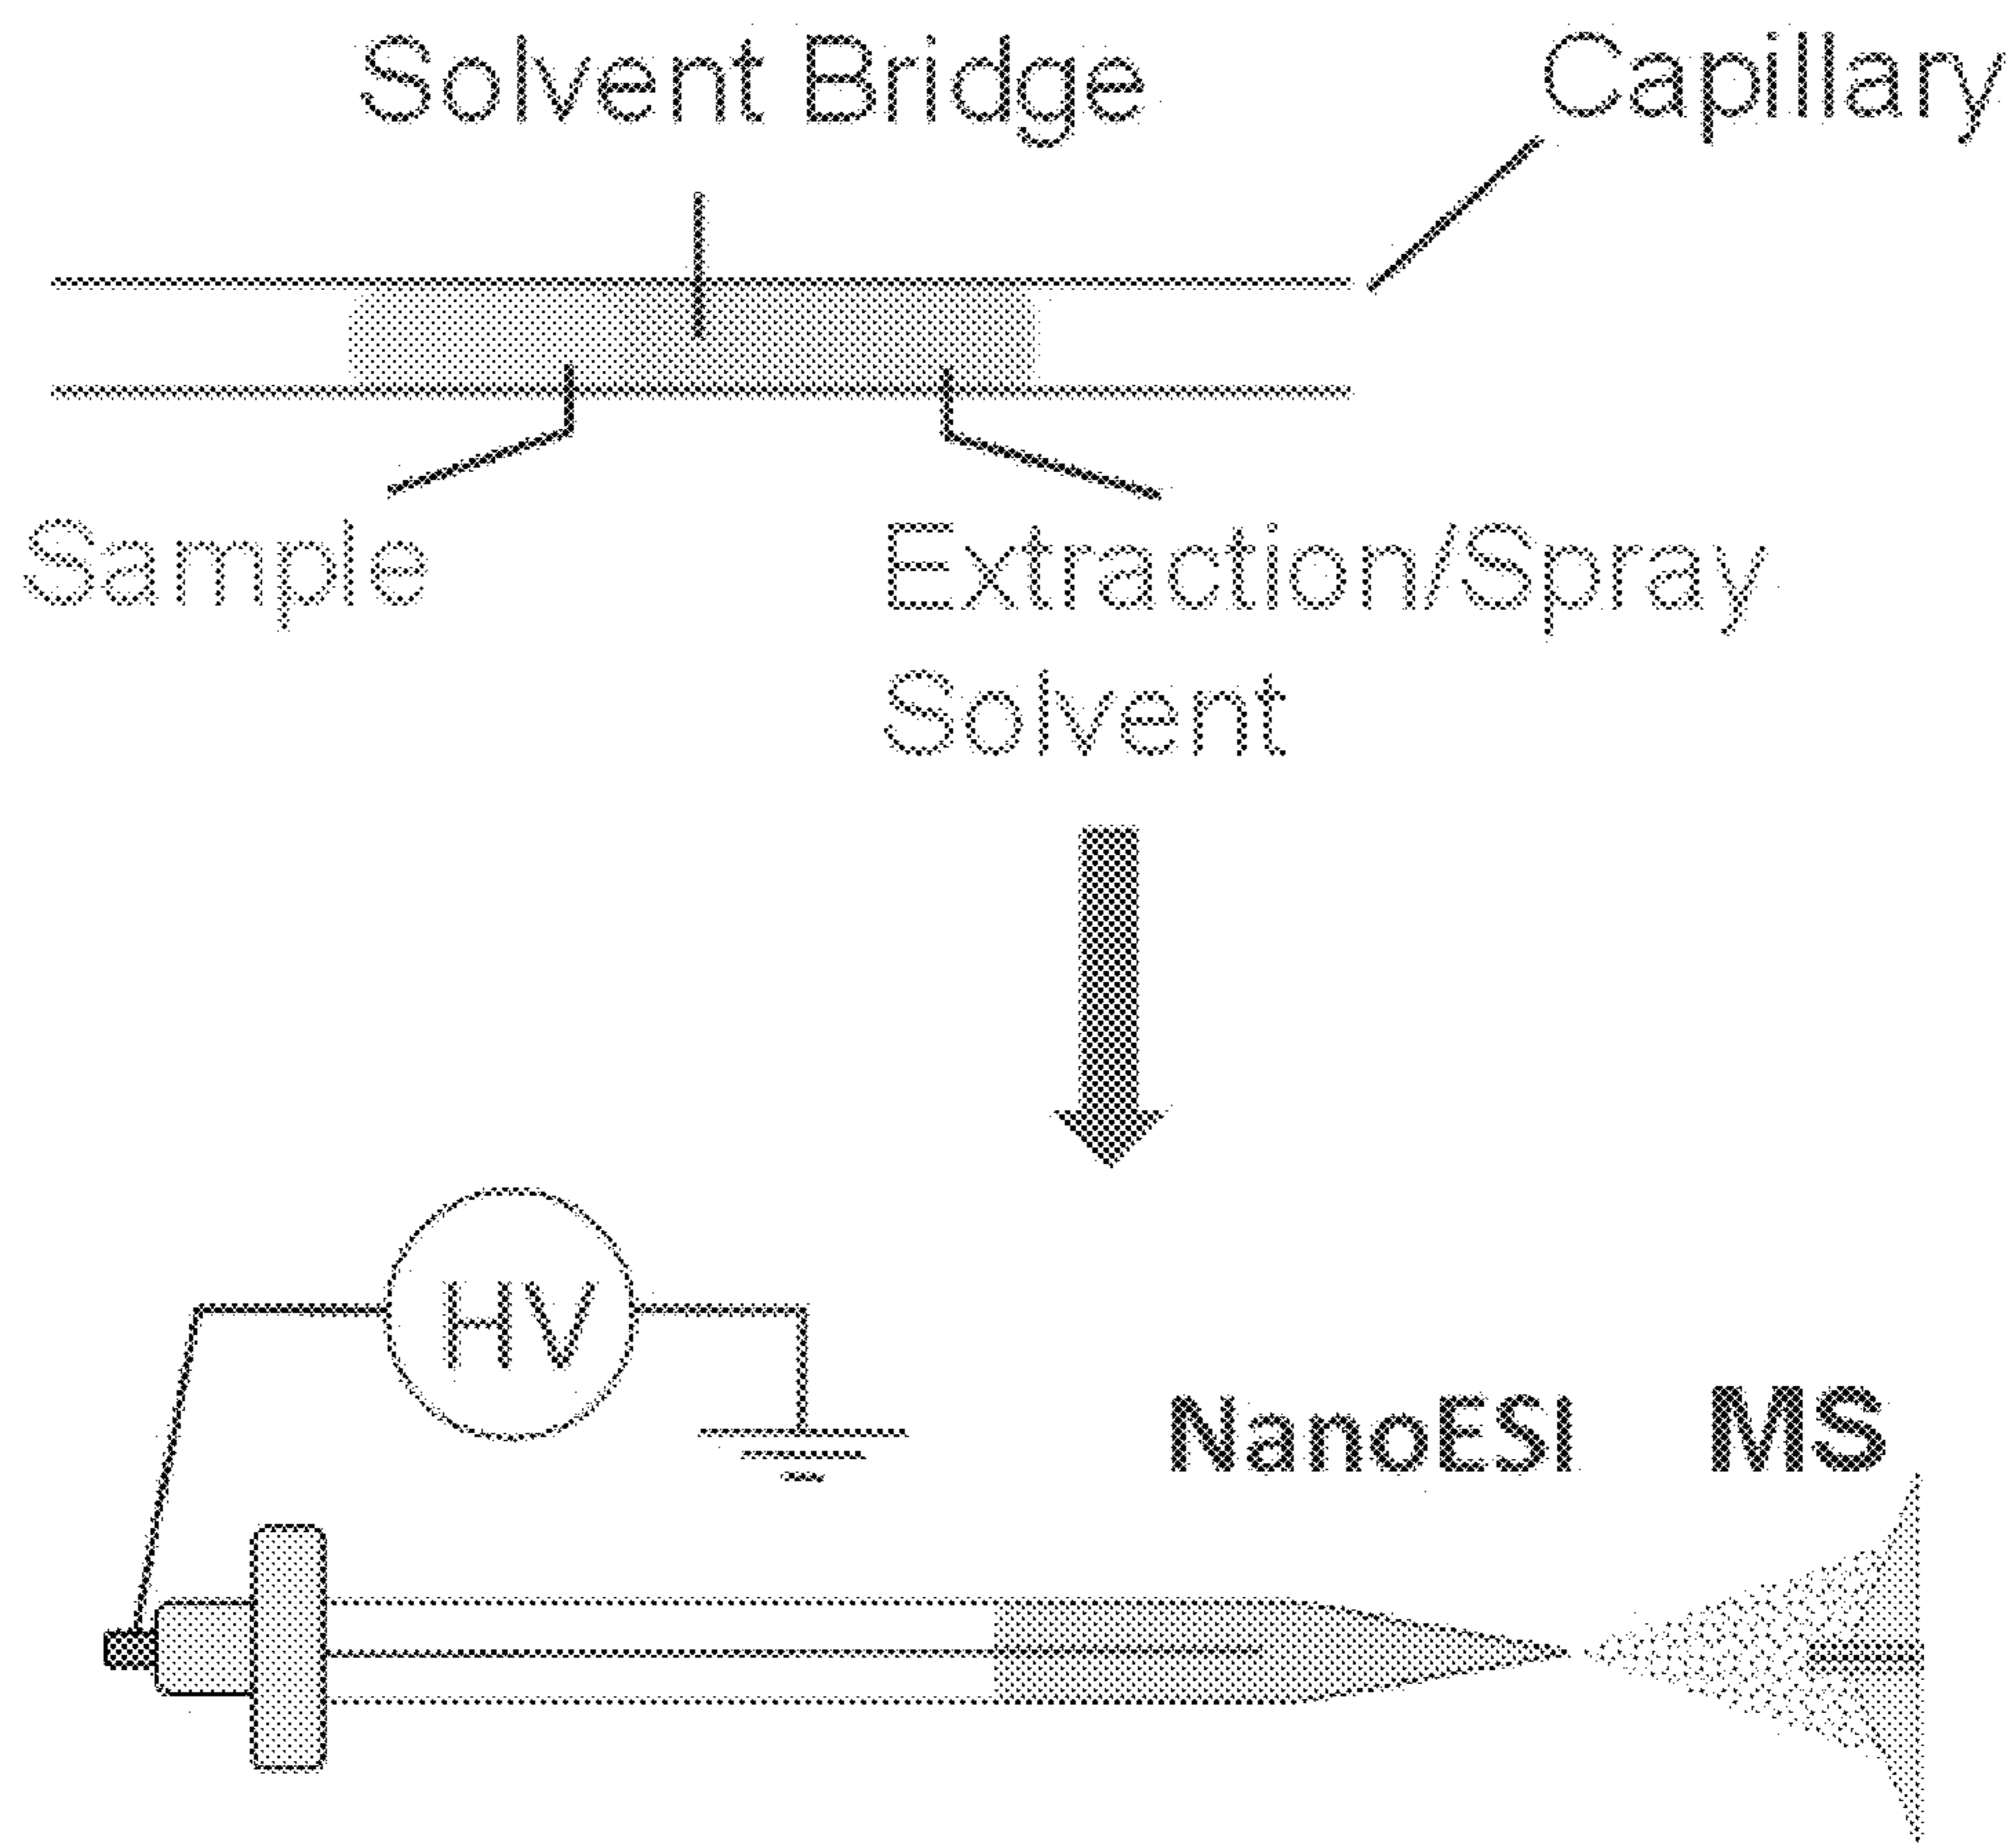 Solvent Bridge
Capillary
Sample
Extraction/Spray
Solvent
HV
NanoESI
MS